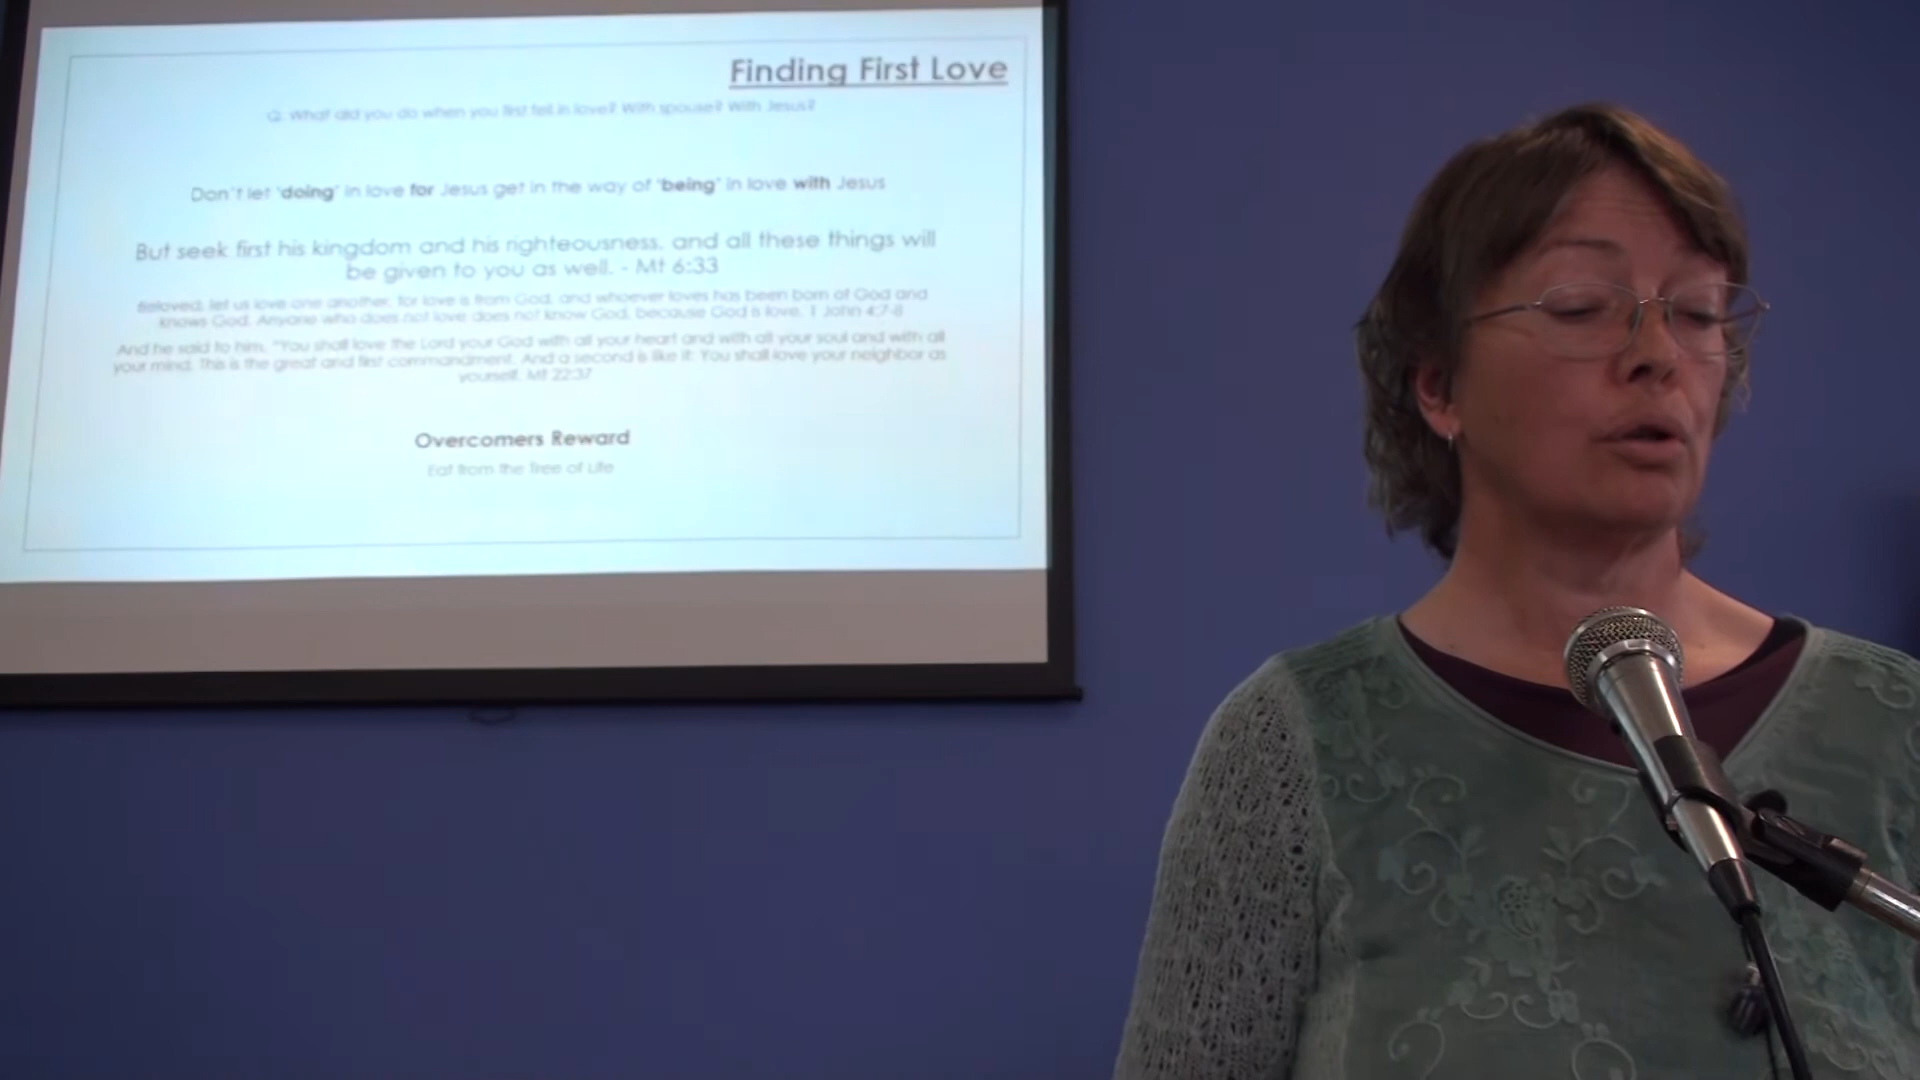 Finding First Love
Q: What did you do when you first fell in love? With spouse? With Jesus?
Don't let 'doing' in love for Jesus get in the way of 'being' in love with Jesus
But seek first his kingdom and his righteousness, and all these things will
be given to you as well. - Mt 6:33
Beloved, let us love one another, for love is from God, and whoever loves has been born of God and
knows God. Anyone who does not love does not know God, because God is love. 1 John 4:7-8
And he said to him, "You shall love the Lord your God with all your heart and with all your soul and with all
your mind. This is the great and first commandment. And a second is like it: You shall love your neighbor as
yourself. Mt 22:37
Overcomers Reward
Eat from the Tree of Life